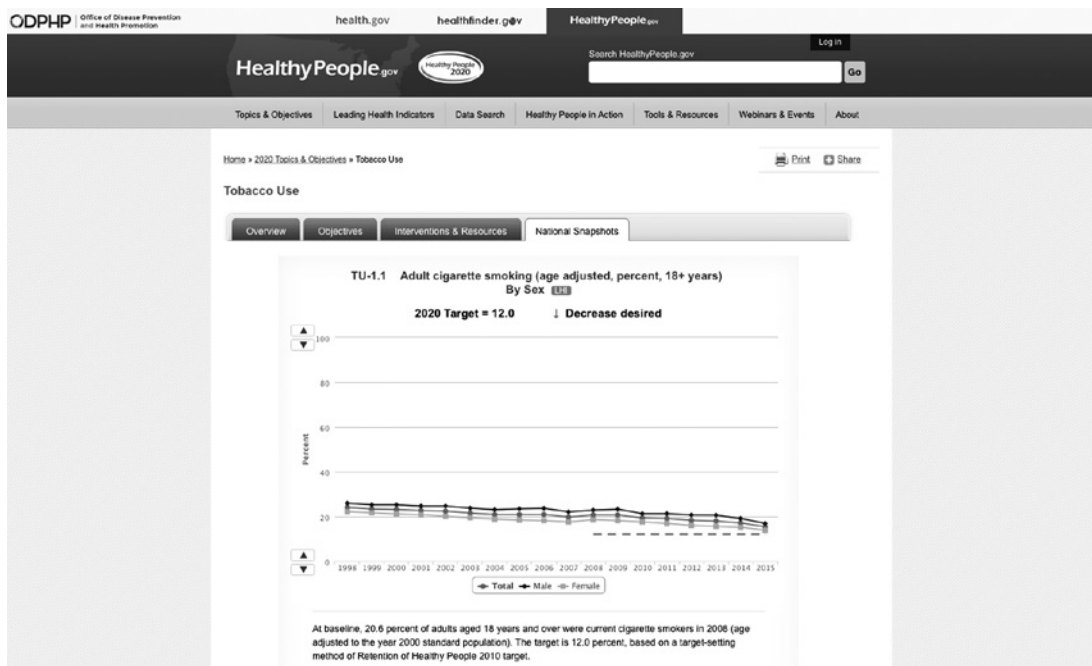 ODPHP Office of Disease Prevention
and Health Promotion
health.gov healthfinder.gov HealthyPeople.gov
Log in
HealthyPeople.gov Healthy People
2020
Search HealthyPeople.gov
Go
Topics & Objectives Leading Health Indicators Data Search Healthy People in Action Tools & Resources Webinars & Events About
Home » 2020 Topics & Objectives » Tobacco Use Print Share
Tobacco Use
Overview Objectives Interventions & Resources National Snapshots
TU-1.1 Adult cigarette smoking (age adjusted, percent, 18+ years)
By Sex LHI
2020 Target = 12.0 ↓ Decrease desired
100
80
60
Percent
40
20
0
1998 1999 2000 2001 2002 2003 2004 2005 2006 2007 2008 2009 2010 2011 2012 2013 2014 2015
Total Male Female
At baseline, 20.6 percent of adults aged 18 years and over were current cigarette smokers in 2008 (age
adjusted to the year 2000 standard population). The target is 12.0 percent, based on a target-setting
method of Retention of Healthy People 2010 target.